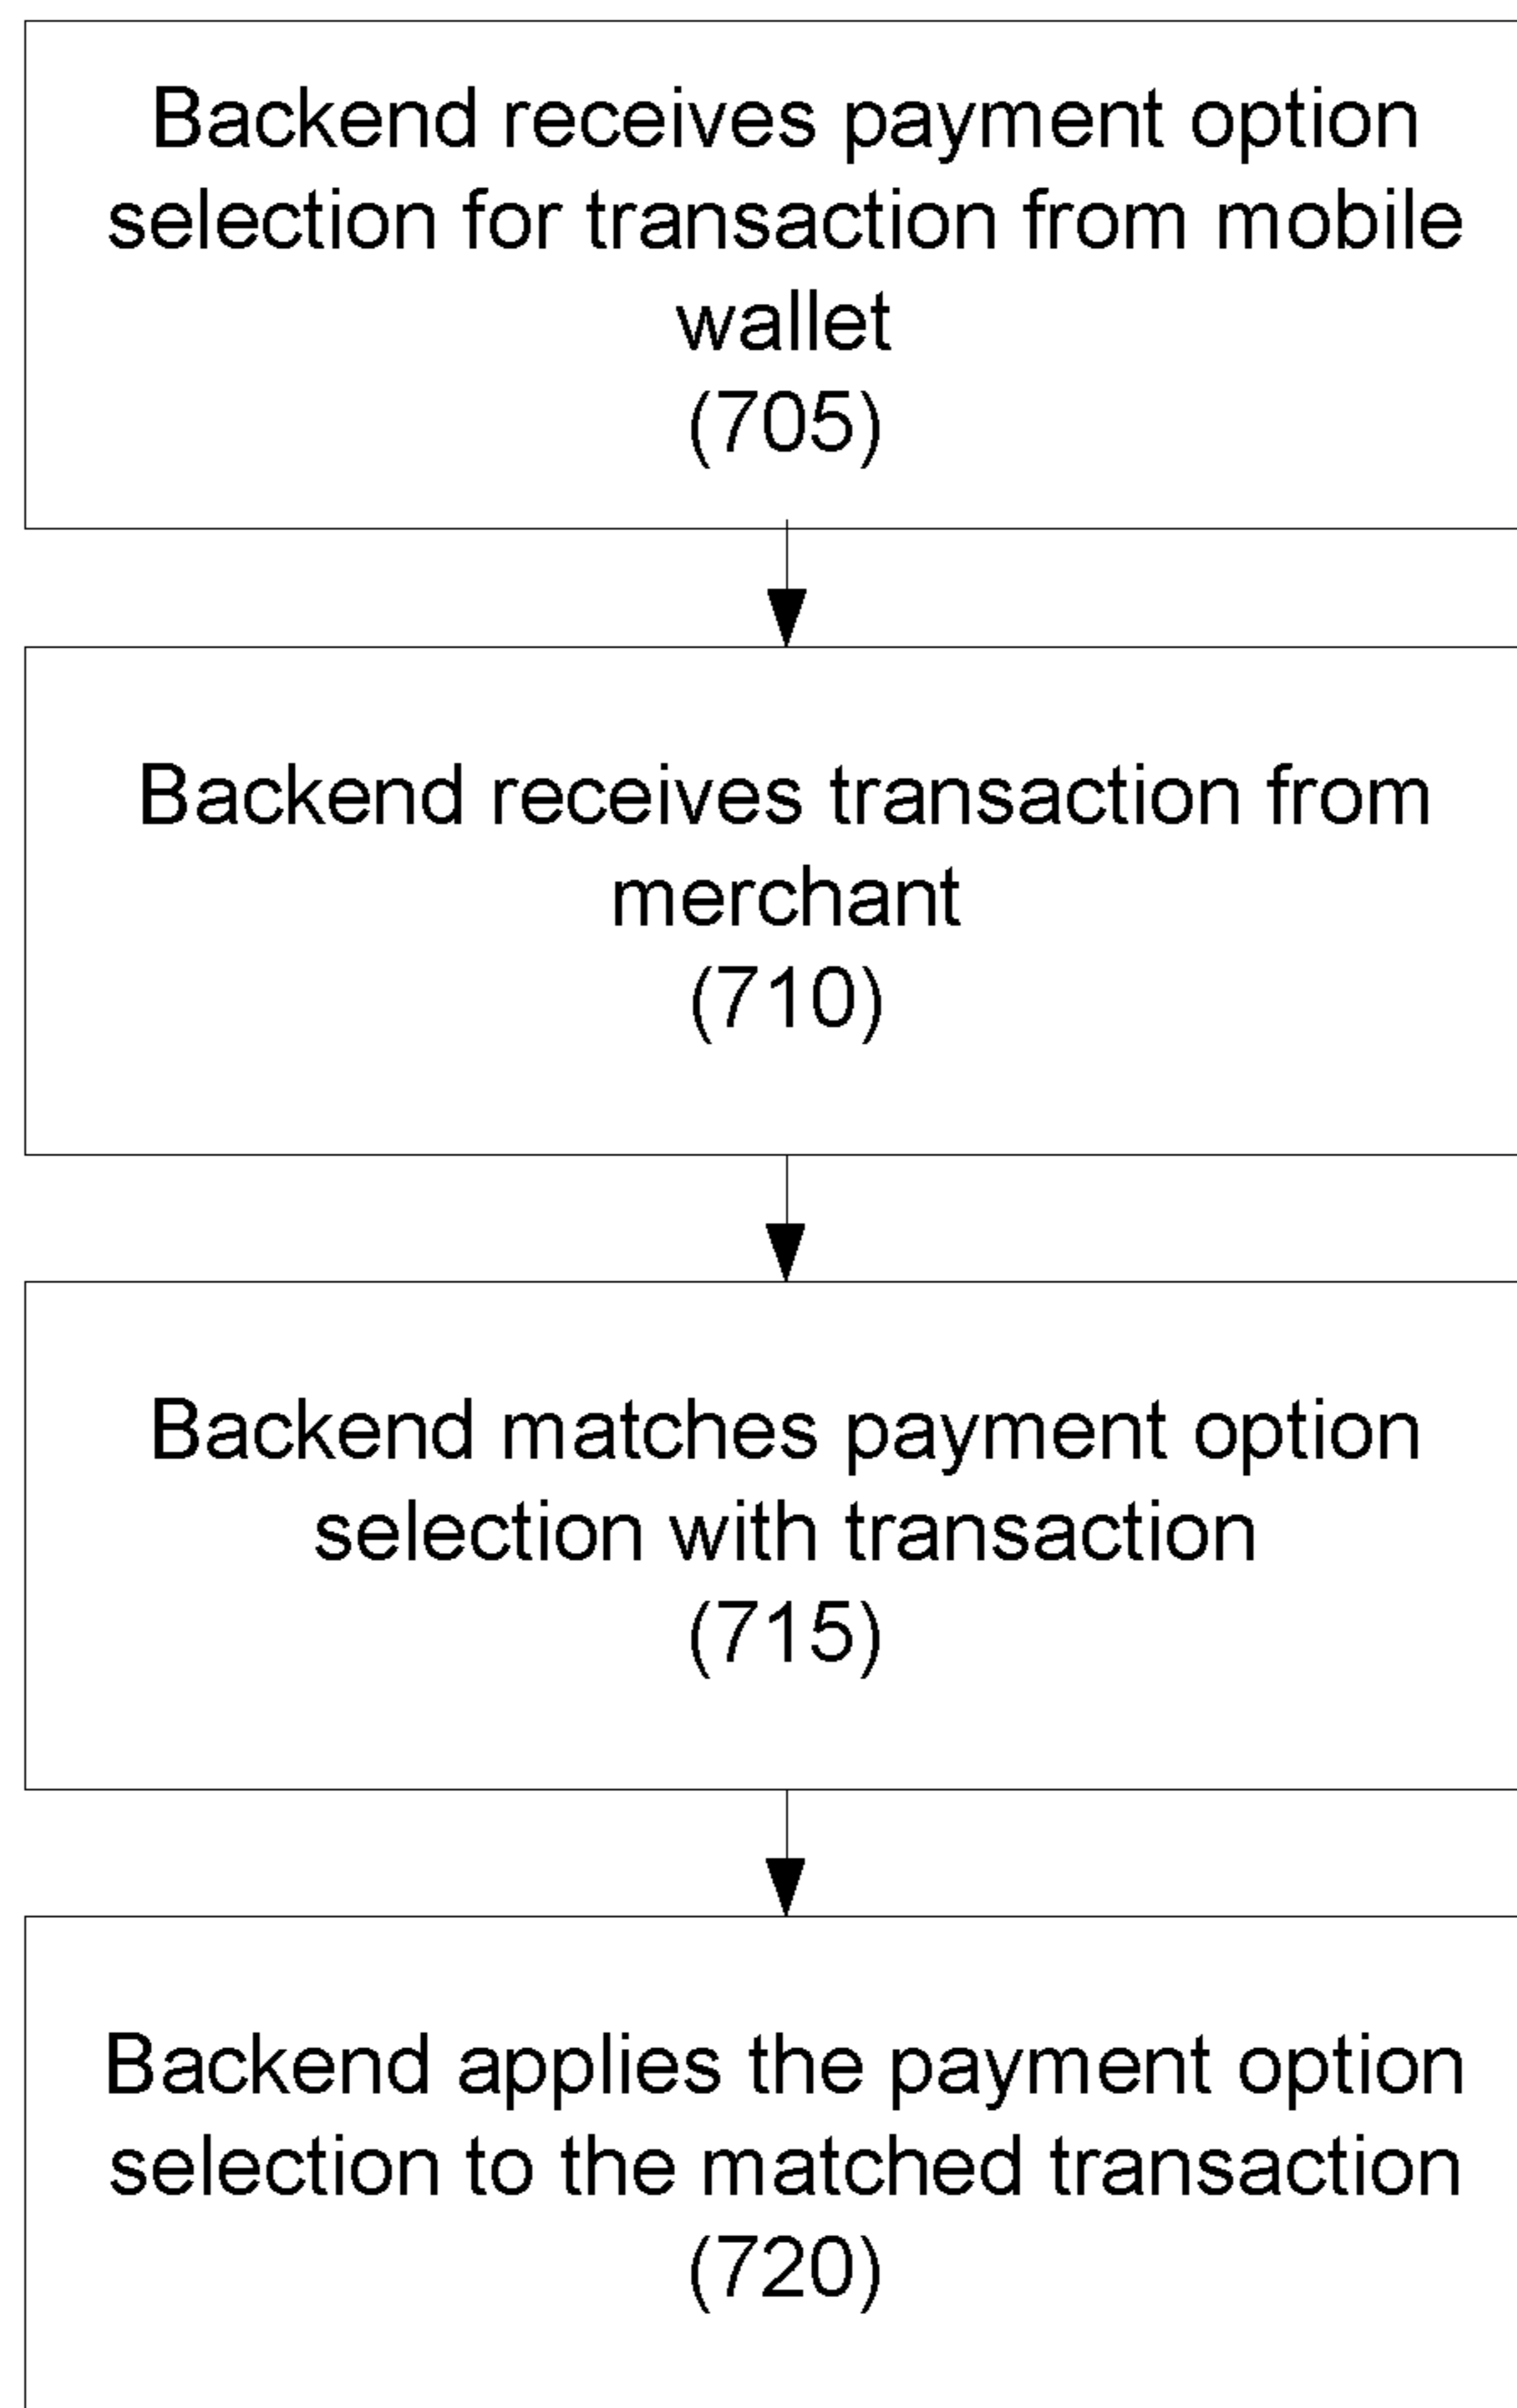 Backend receives payment option
selection for transaction from mobile
wallet
(705)
Backend receives transaction from
merchant
(710)
Backend matches payment option
selection with transaction
(715)
Backend applies the payment option
selection to the matched transaction
(720)